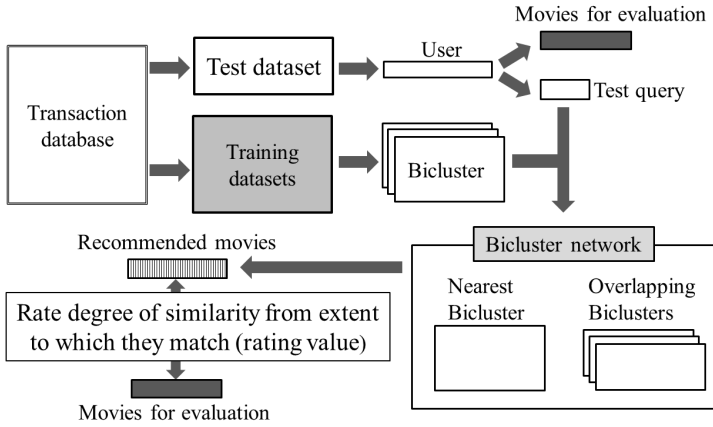 Movies for evaluation
Test dataset
User
Test query
Transaction
database
Training
datasets
Bicluster
Recommended movies
Bicluster network
Nearest
Bicluster
Overlapping
Biclusters
Rate degree of similarity from extent
to which they match (rating value)
Movies for evaluation